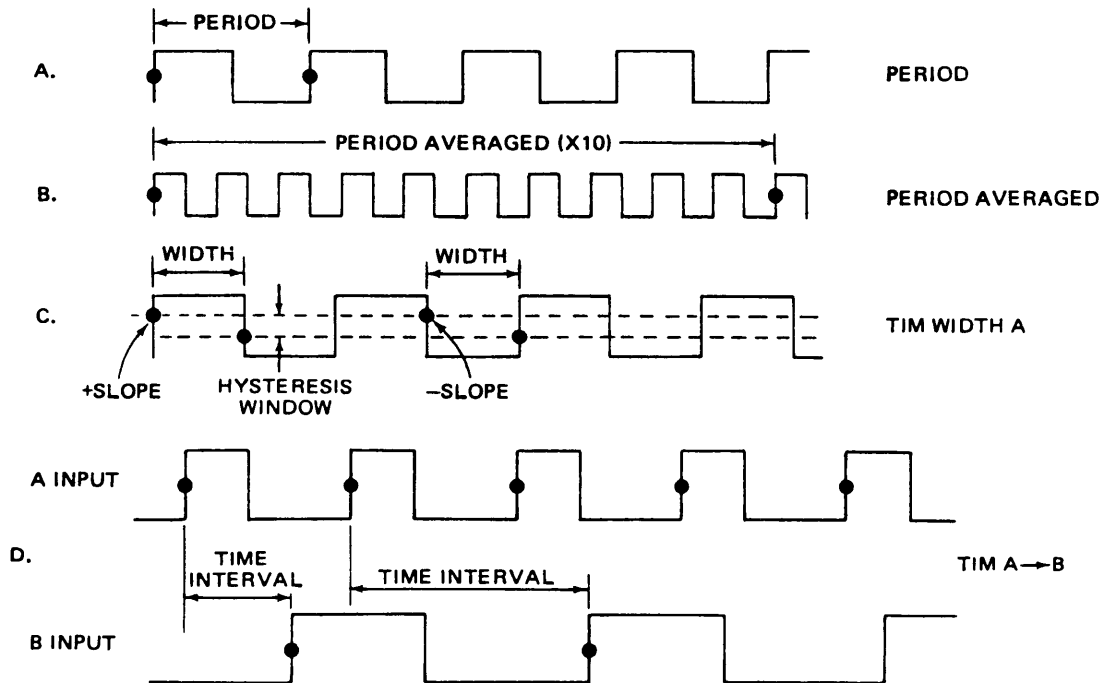 PERIOD
A.
PERIOD
PERIOD AVERAGED (X10)
B.
PERIOD AVERAGED
WIDTH
WIDTH
C.
TIM WIDTH A
+SLOPE
HYSTERESIS
WINDOW
−SLOPE
A INPUT
D.
TIME
INTERVAL
TIME INTERVAL
TIM A→B
B INPUT